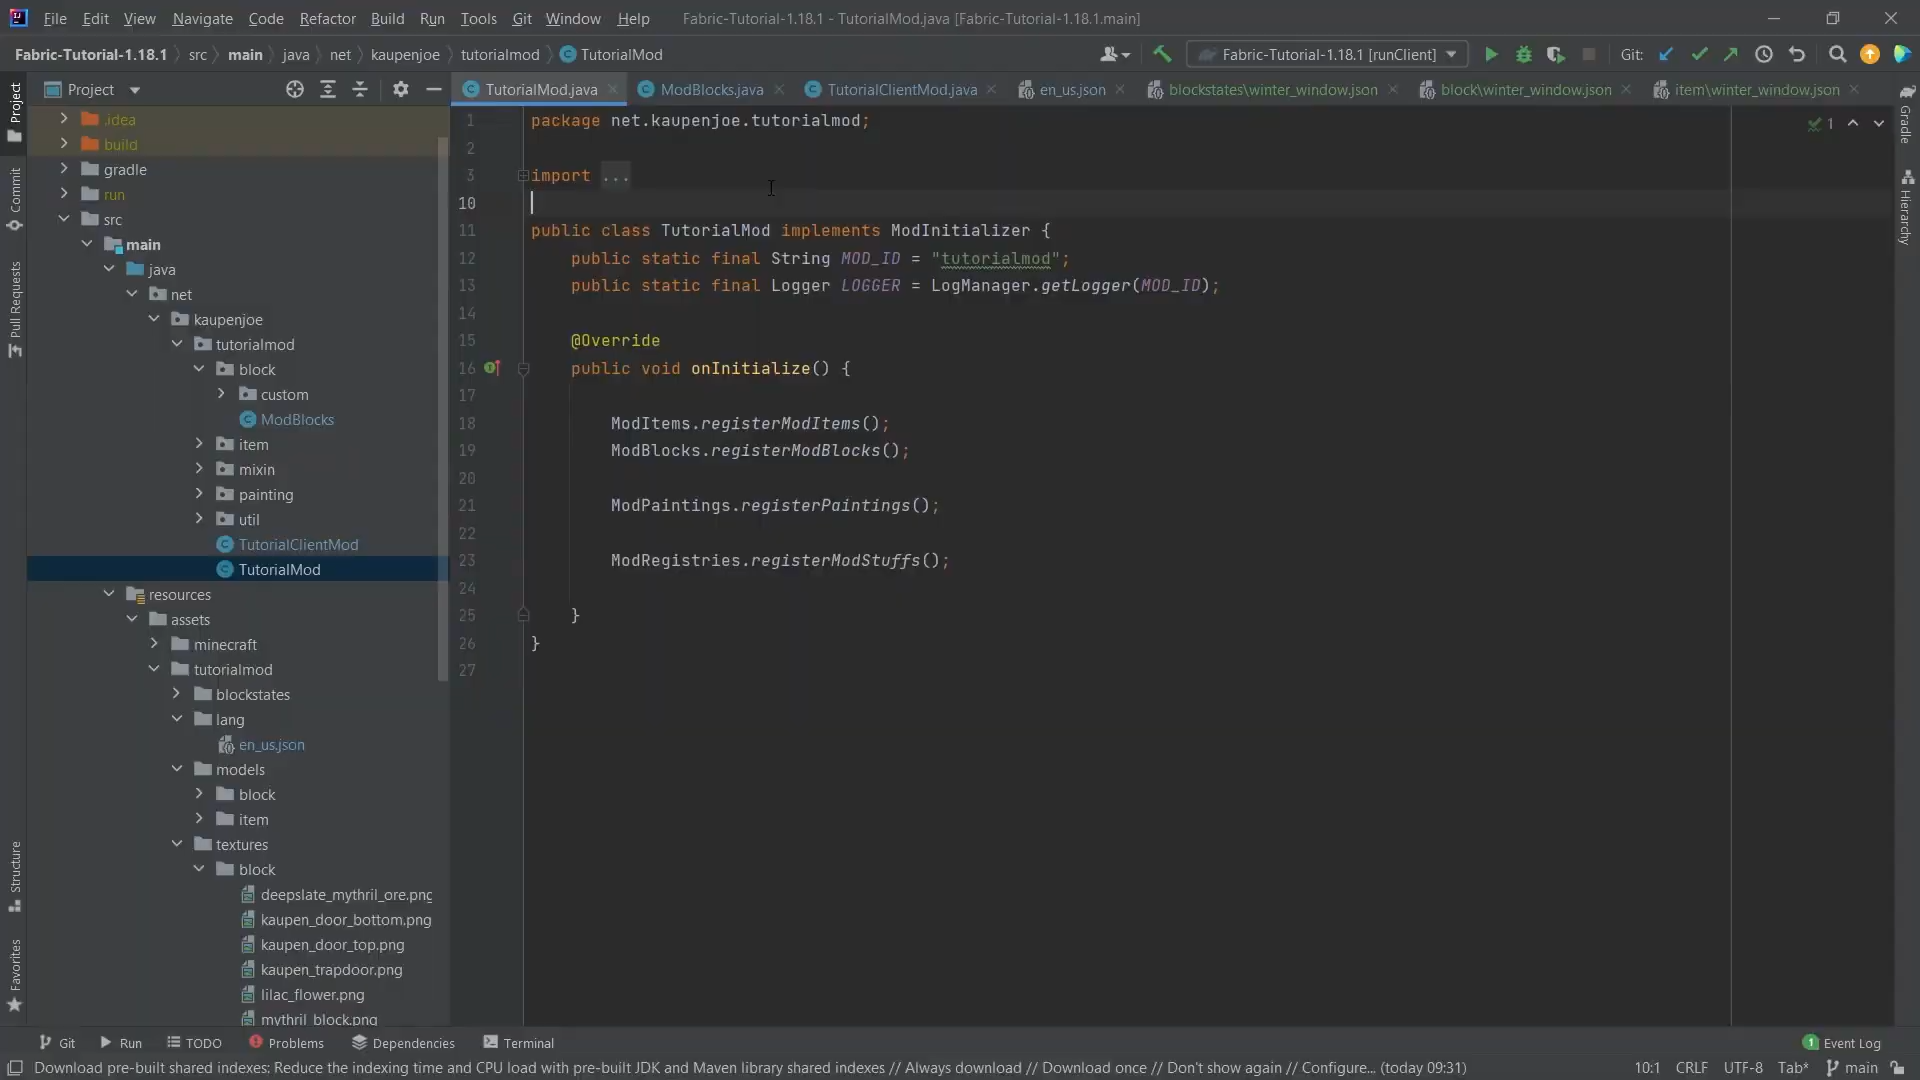 File Edit View Navigate Code Refactor Build Run Tools Git Window Help Fabric-Tutorial-1.18.1 - TutorialMod.java [Fabric-Tutorial-1.18.1.main]
Fabric-Tutorial-1.18.1 src main java net kaupenjoe tutorialmod TutorialMod Fabric-Tutorial-1.18.1 [runClient] Git:
Project TutorialMod.java ModBlocks.java TutorialClientMod.java en_us.json blockstates\winter_window.json block\winter_window.json item\winter_window.json
Project
Commit
Pull Requests
Structure
Favorites
.idea
build
gradle
run
src
main
java
net
kaupenjoe
tutorialmod
block
custom
ModBlocks
item
mixin
painting
util
TutorialClientMod
TutorialMod
resources
assets
minecraft
tutorialmod
blockstates
lang
en_us.json
models
block
item
textures
block
deepslate_mythril_ore.png
kaupen_door_bottom.png
kaupen_door_top.png
kaupen_trapdoor.png
lilac_flower.png
mythril_block.png
1 package net.kaupenjoe.tutorialmod;
2
3 import ...
10
11 public class TutorialMod implements ModInitializer {
12 public static final String MOD_ID = "tutorialmod";
13 public static final Logger LOGGER = LogManager.getLogger(MOD_ID);
14
15 @Override
16 public void onInitialize() {
17
18 ModItems.registerModItems();
19 ModBlocks.registerModBlocks();
20
21 ModPaintings.registerPaintings();
22
23 ModRegistries.registerModStuffs();
24
25 }
26 }
27
1
Gradle
Hierarchy
Git Run TODO Problems Dependencies Terminal 1 Event Log
Download pre-built shared indexes: Reduce the indexing time and CPU load with pre-built JDK and Maven library shared indexes // Always download // Download once // Don't show again // Configure... (today 09:31) 10:1 CRLF UTF-8 Tab* main